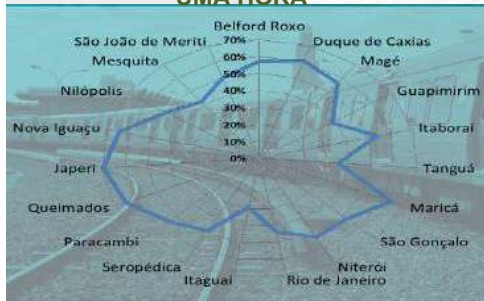 UMA HORA
Belford Roxo
São João de Meriti
70%
Duque de Caxias
60%
Mesquita
Magé
50%
Nilópolis
40%
Guapimirim
30%
Nova Iguaçu
20%
Itaboraí
10%
Japeri
0%
Tanguá
Queimados
Maricá
Paracambi
São Gonçalo
Seropédica
Niterói
Itaguaí
Rio de Janeiro